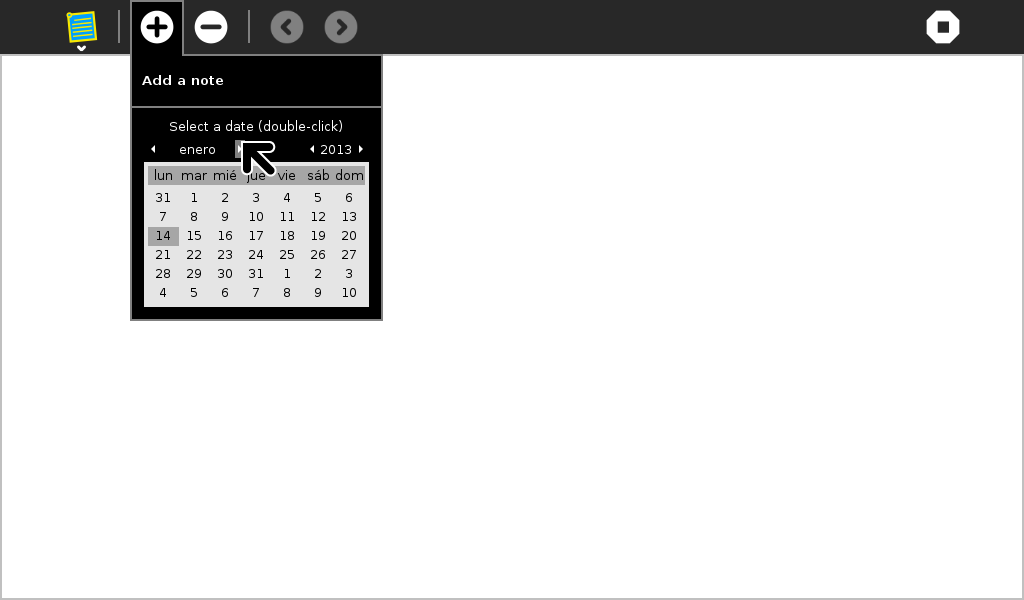 Add a note
Select a date (double-click)
enero 2013
lun mar mié jue vie sáb dom
31 1 2 3 4 5 6
7 8 9 10 11 12 13
14 15 16 17 18 19 20
21 22 23 24 25 26 27
28 29 30 31 1 2 3
4 5 6 7 8 9 10